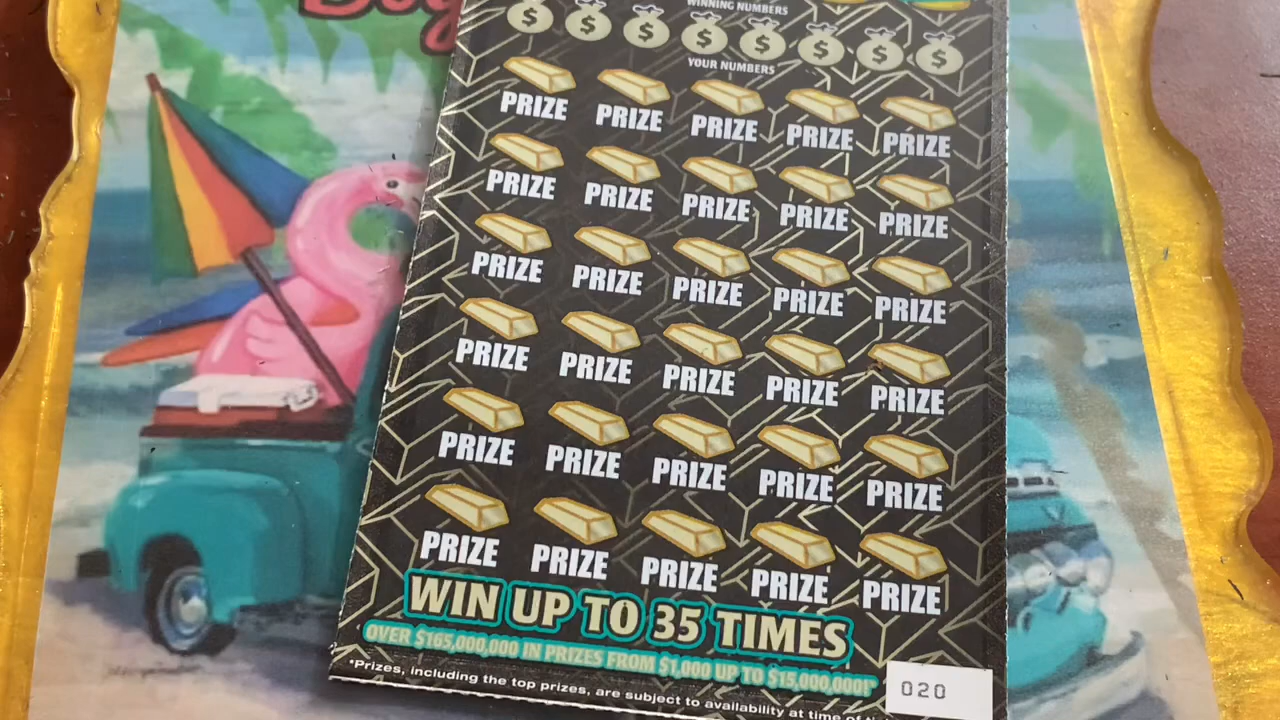 WINNING NUMBERS
$ $ $ $ $ $ $ $
YOUR NUMBERS
PRIZE PRIZE PRIZE PRIZE PRIZE
PRIZE PRIZE PRIZE PRIZE PRIZE
PRIZE PRIZE PRIZE PRIZE PRIZE
PRIZE PRIZE PRIZE PRIZE PRIZE
PRIZE PRIZE PRIZE PRIZE PRIZE
PRIZE PRIZE PRIZE PRIZE PRIZE
WIN UP TO 35 TIMES
OVER $165,000,000 IN PRIZES FROM $1,000 UP TO $15,000,000!*
*Prizes, including the top prizes, are subject to availability at time of
020